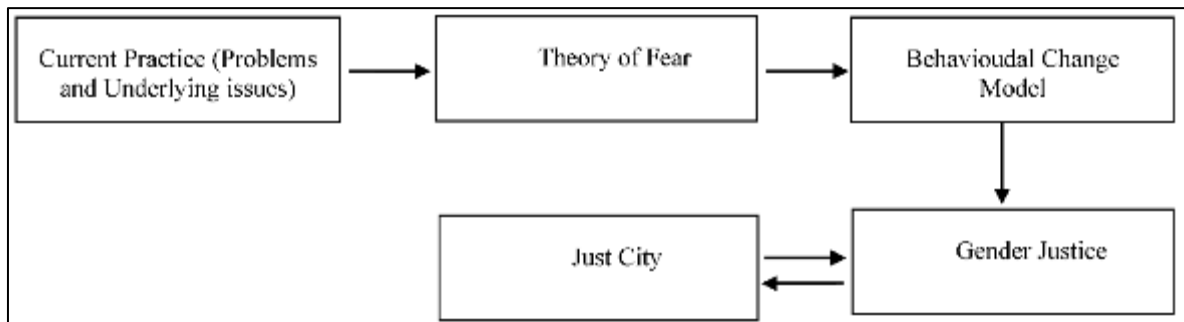 Current Practice (Problems
and Underlying issues)
Theory of Fear
Behavioudal Change
Model
Just City
Gender Justice